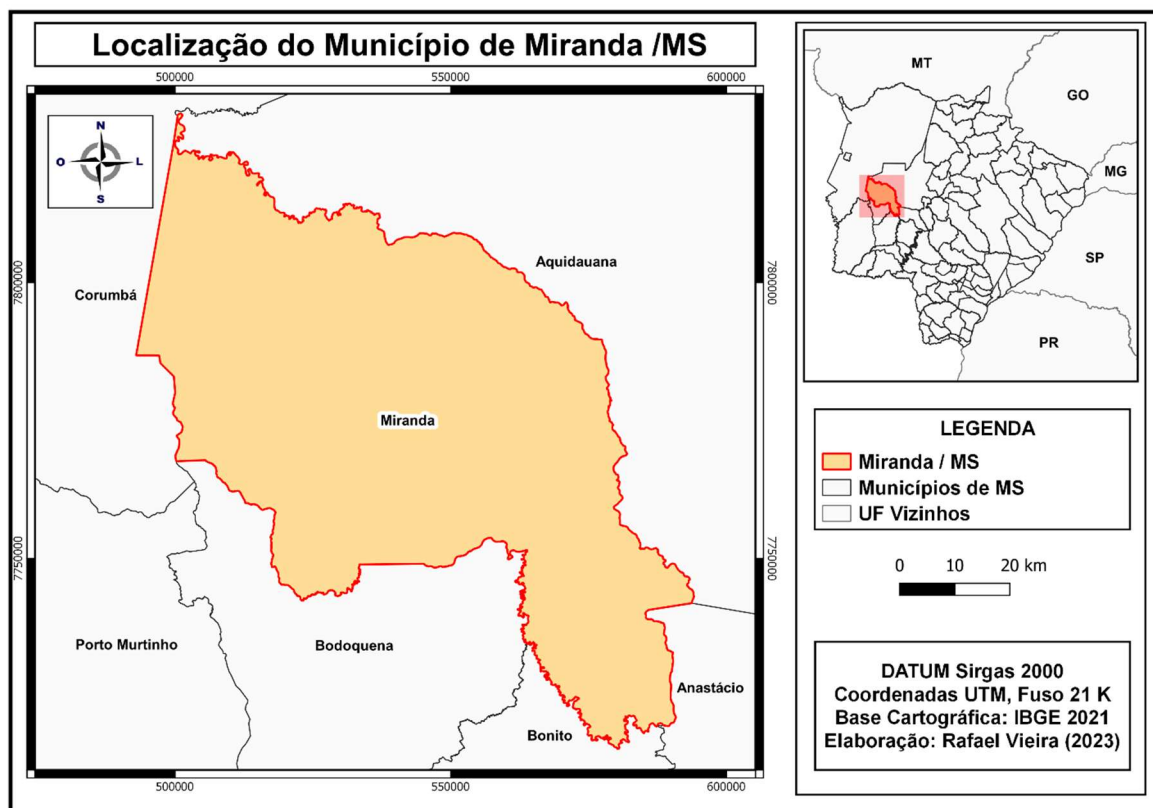 Localização do Município de Miranda /MS
500000
550000
600000
N
O
L
S
7800000
7800000
Corumbá
Aquidauana
Miranda
7750000
7750000
Porto Murtinho
Bodoquena
Anastácio
Bonito
500000
550000
600000
MT
GO
MG
SP
PR
LEGENDA
Miranda / MS
Municípios de MS
UF Vizinhos
0 10 20 km
DATUM Sirgas 2000
Coordenadas UTM, Fuso 21 K
Base Cartográfica: IBGE 2021
Elaboração: Rafael Vieira (2023)